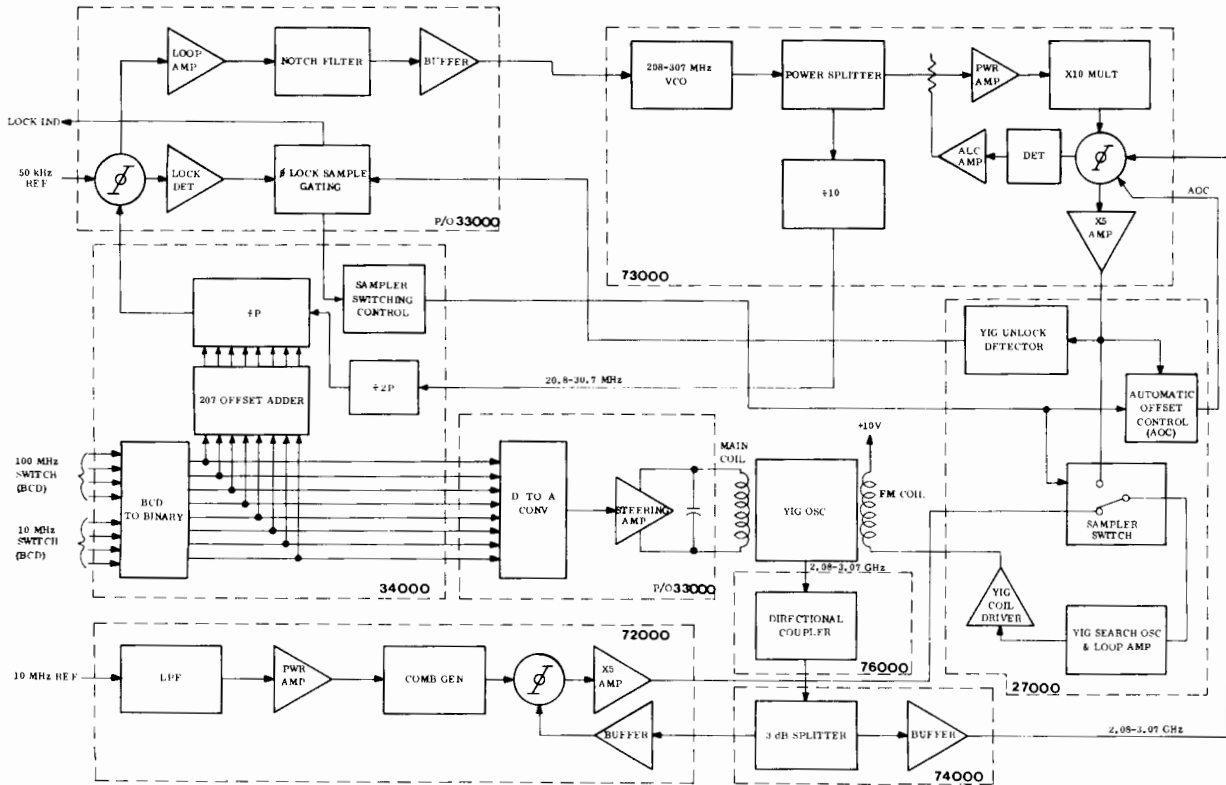 LOOP
AMP
NOTCH FILTER
BUFFER
LOCK IND
50 kHz
REF
LOCK
DET
ϕ LOCK SAMPLE
GATING
P/O 33000
208-307 MHz
VCO
POWER SPLITTER
PWR
AMP
X10 MULT
ALC
AMP
DET
AOC
÷10
X5
AMP
73000
÷P
SAMPLER
SWITCHING
CONTROL
207 OFFSET ADDER
÷2P
20.8-30.7 MHz
YIG UNLOCK
DETECTOR
AUTOMATIC
OFFSET
CONTROL
(AOC)
100 MHz
SWITCH
(BCD)
10 MHz
SWITCH
(BCD)
BCD
TO BINARY
34000
D TO A
CONV
STEERING
AMP
P/O 33000
MAIN
COIL
YIG OSC
+10V
FM COIL
2.08-3.07 GHz
SAMPLER
SWITCH
YIG
COIL
DRIVER
YIG SEARCH OSC
& LOOP AMP
27000
DIRECTIONAL
COUPLER
76000
72000
10 MHz REF
LPF
PWR
AMP
COMB GEN
X5
AMP
BUFFER
3 dB SPLITTER
BUFFER
2.08-3.07 GHz
74000